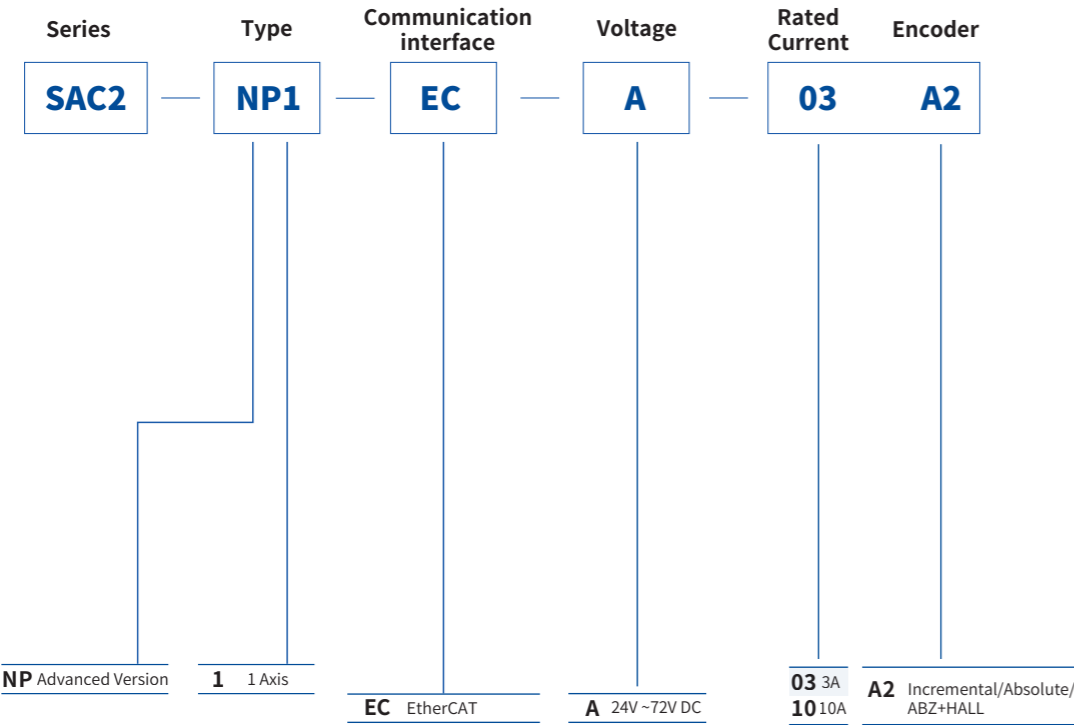 Series
Type
Communication
interface
Voltage
Rated
Current
Encoder
SAC2
NP1
EC
A
03
A2
NP Advanced Version
1 1 Axis
EC EtherCAT
A 24V ~72V DC
03 3A
10 10A
A2 Incremental/Absolute/
ABZ+HALL